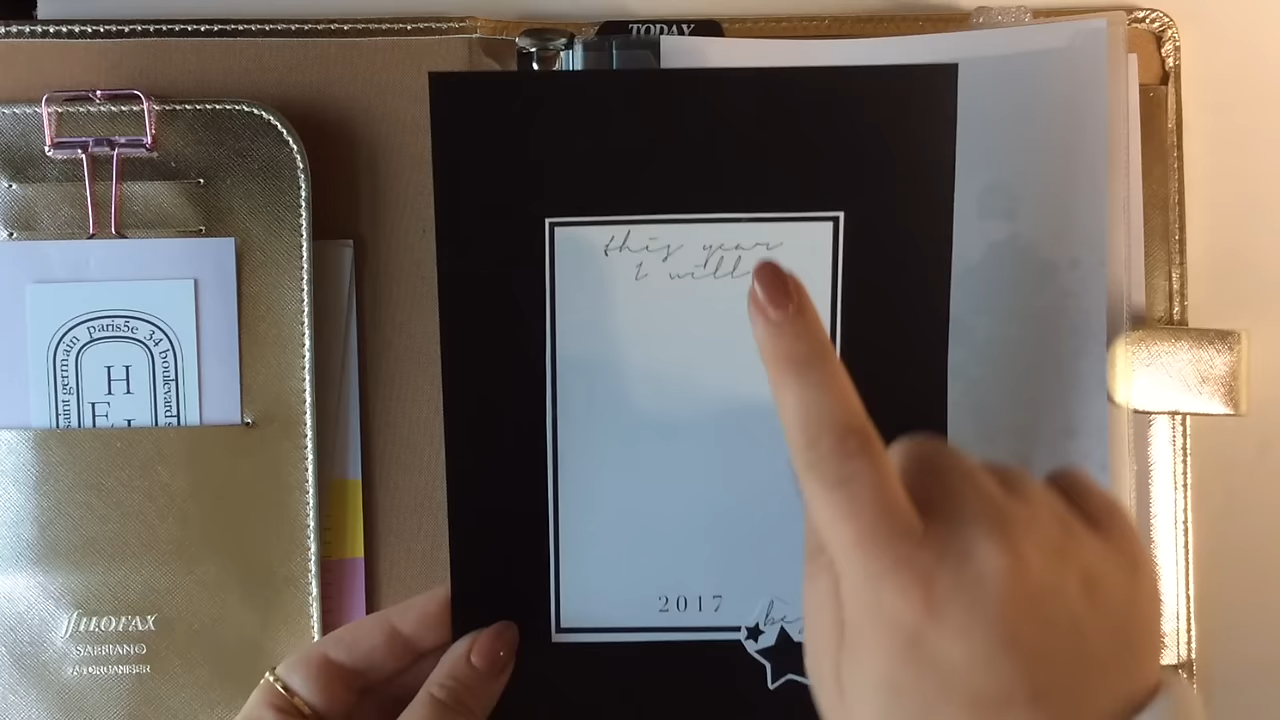 TODAY
this year
I will
2017
paris5e 34 boulevard
saint germain
H
fILOFAX
SAFFIANO
A5 ORGANISER